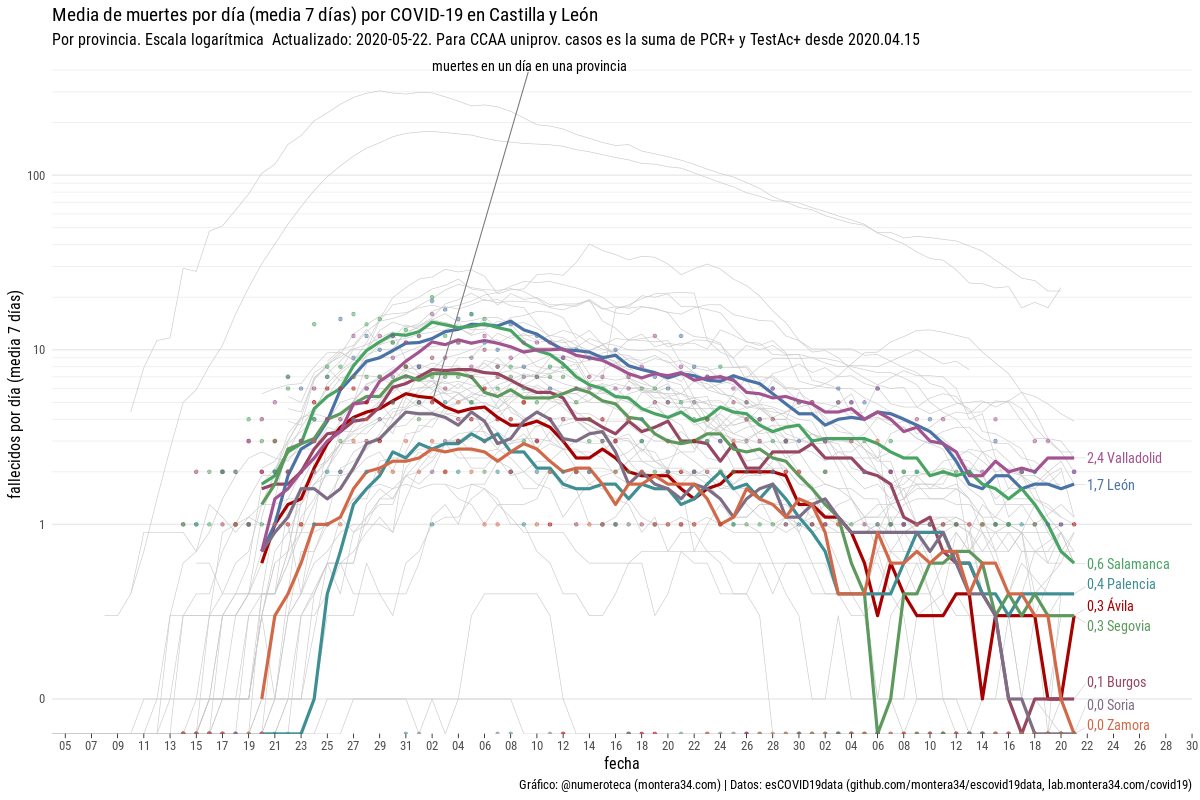 Media de muertes por día (media 7 días) por COVID-19 en Castilla y León
Por provincia. Escala logarítmica  Actualizado: 2020-05-22. Para CCAA uniprov. casos es la suma de PCR+ y TestAc+ desde 2020.04.15
muertes en un día en una provincia
fallecidos por día (media  7 días)
100
10
1
0
2,4 Valladolid
1,7 León
0,6 Salamanca
0,4 Palencia
0,3 Ávila
0,3 Segovia
0,1 Burgos
0,0 Soria
0,0 Zamora
05 07 09 11 13 15 17 19 21 23 25 27 29 31 02 04 06 08 10 12 14 16 18 20 22 24 26 28 30 02 04 06 08 10 12 14 16 18 20 22 24 26 28 30
fecha
Gráfico: @numeroteca (montera34.com) | Datos: esCOVID19data (github.com/montera34/escovid19data, lab.montera34.com/covid19)